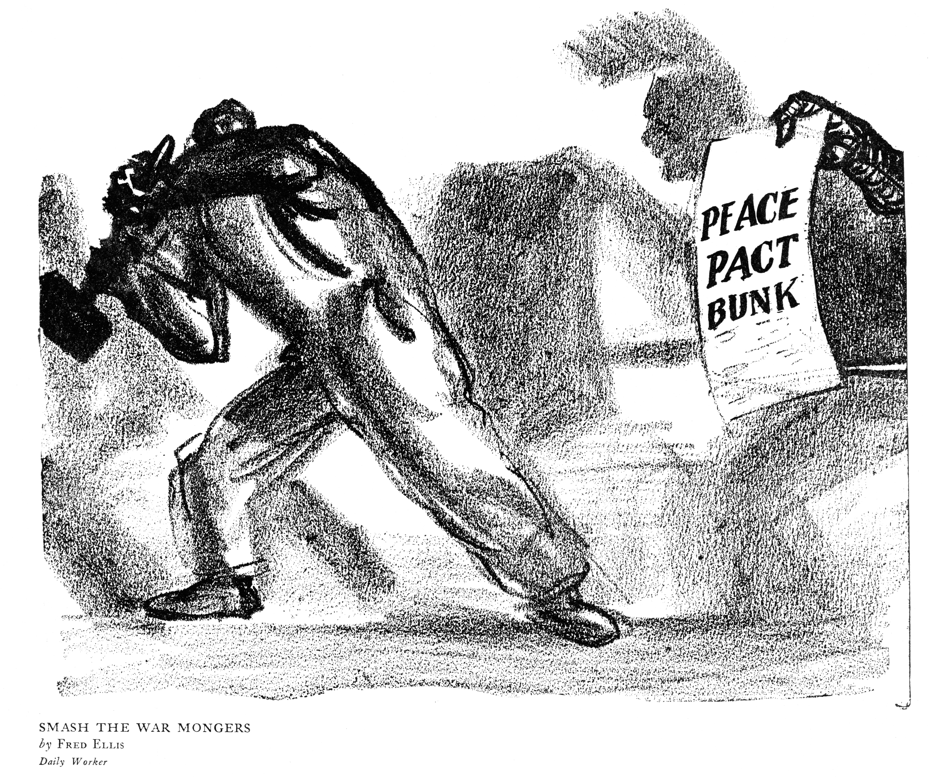 PEACE
PACT
BUNK
SMASH THE WAR MONGERS
by FRED ELLIS
Daily Worker